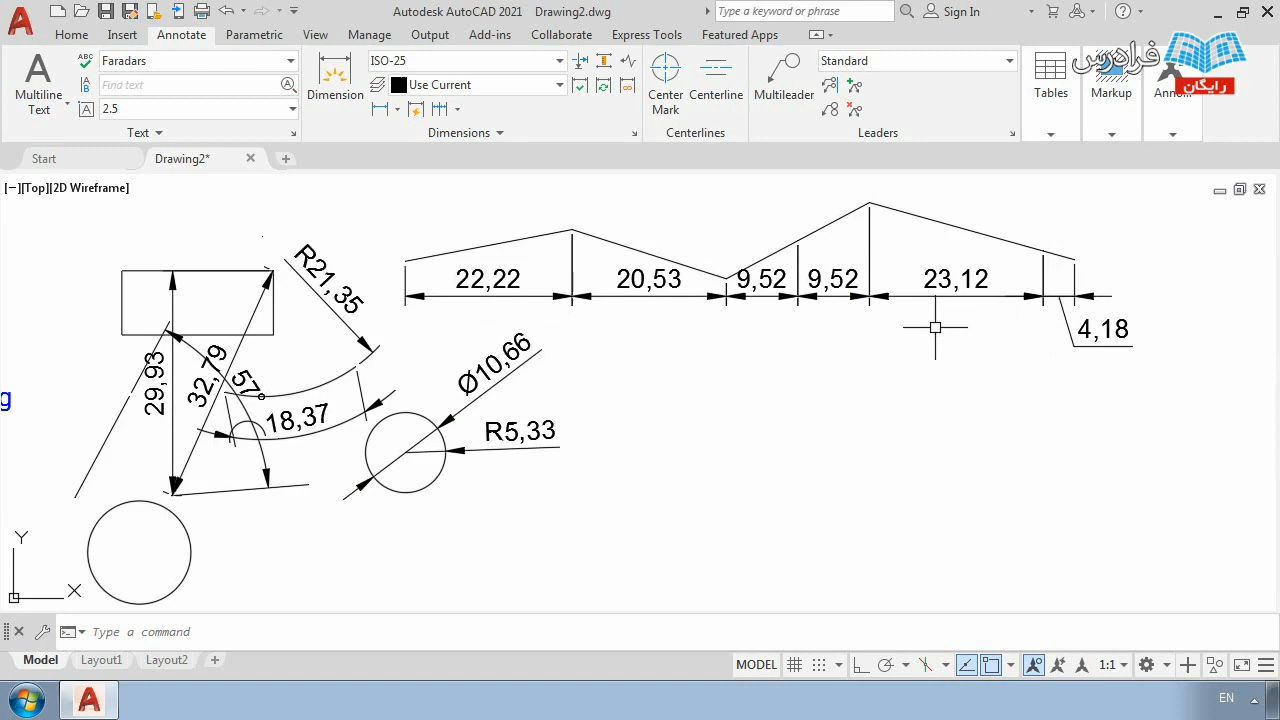 Autodesk AutoCAD 2021 Drawing2.dwg
Type a keyword or phrase
Sign In
Home Insert Annotate Parametric View Manage Output Add-ins Collaborate Express Tools Featured Apps
فرادرس
رایگان
Multiline
Text
Faradars
Find text
2.5
Text
Dimension
ISO-25
Use Current
Dimensions
Center
Mark
Centerline
Centerlines
Multileader
Standard
Leaders
Tables
Markup
Start
Drawing2*
[−][Top][2D Wireframe]
R21,35
22,22
20,53
9,52
9,52
23,12
4,18
29,93
32,79
57°
18,37
Ø10,66
R5,33
g
Y
X
Type a command
Model Layout1 Layout2
MODEL
1:1
EN